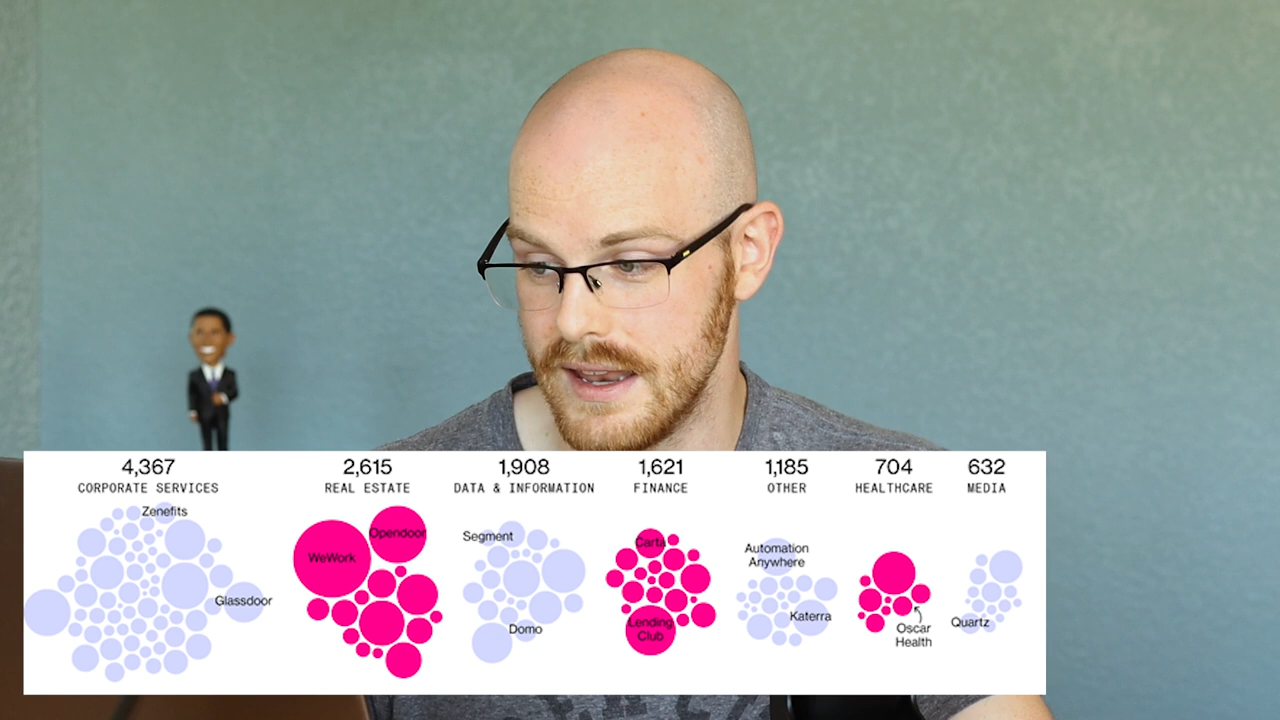 4,367
CORPORATE SERVICES
Zenefits
Glassdoor
2,615
REAL ESTATE
WeWork
Opendoor
1,908
DATA & INFORMATION
Segment
Domo
1,621
FINANCE
Carta
Lending
Club
1,185
OTHER
Automation
Anywhere
Katerra
704
HEALTHCARE
Oscar
Health
632
MEDIA
Quartz